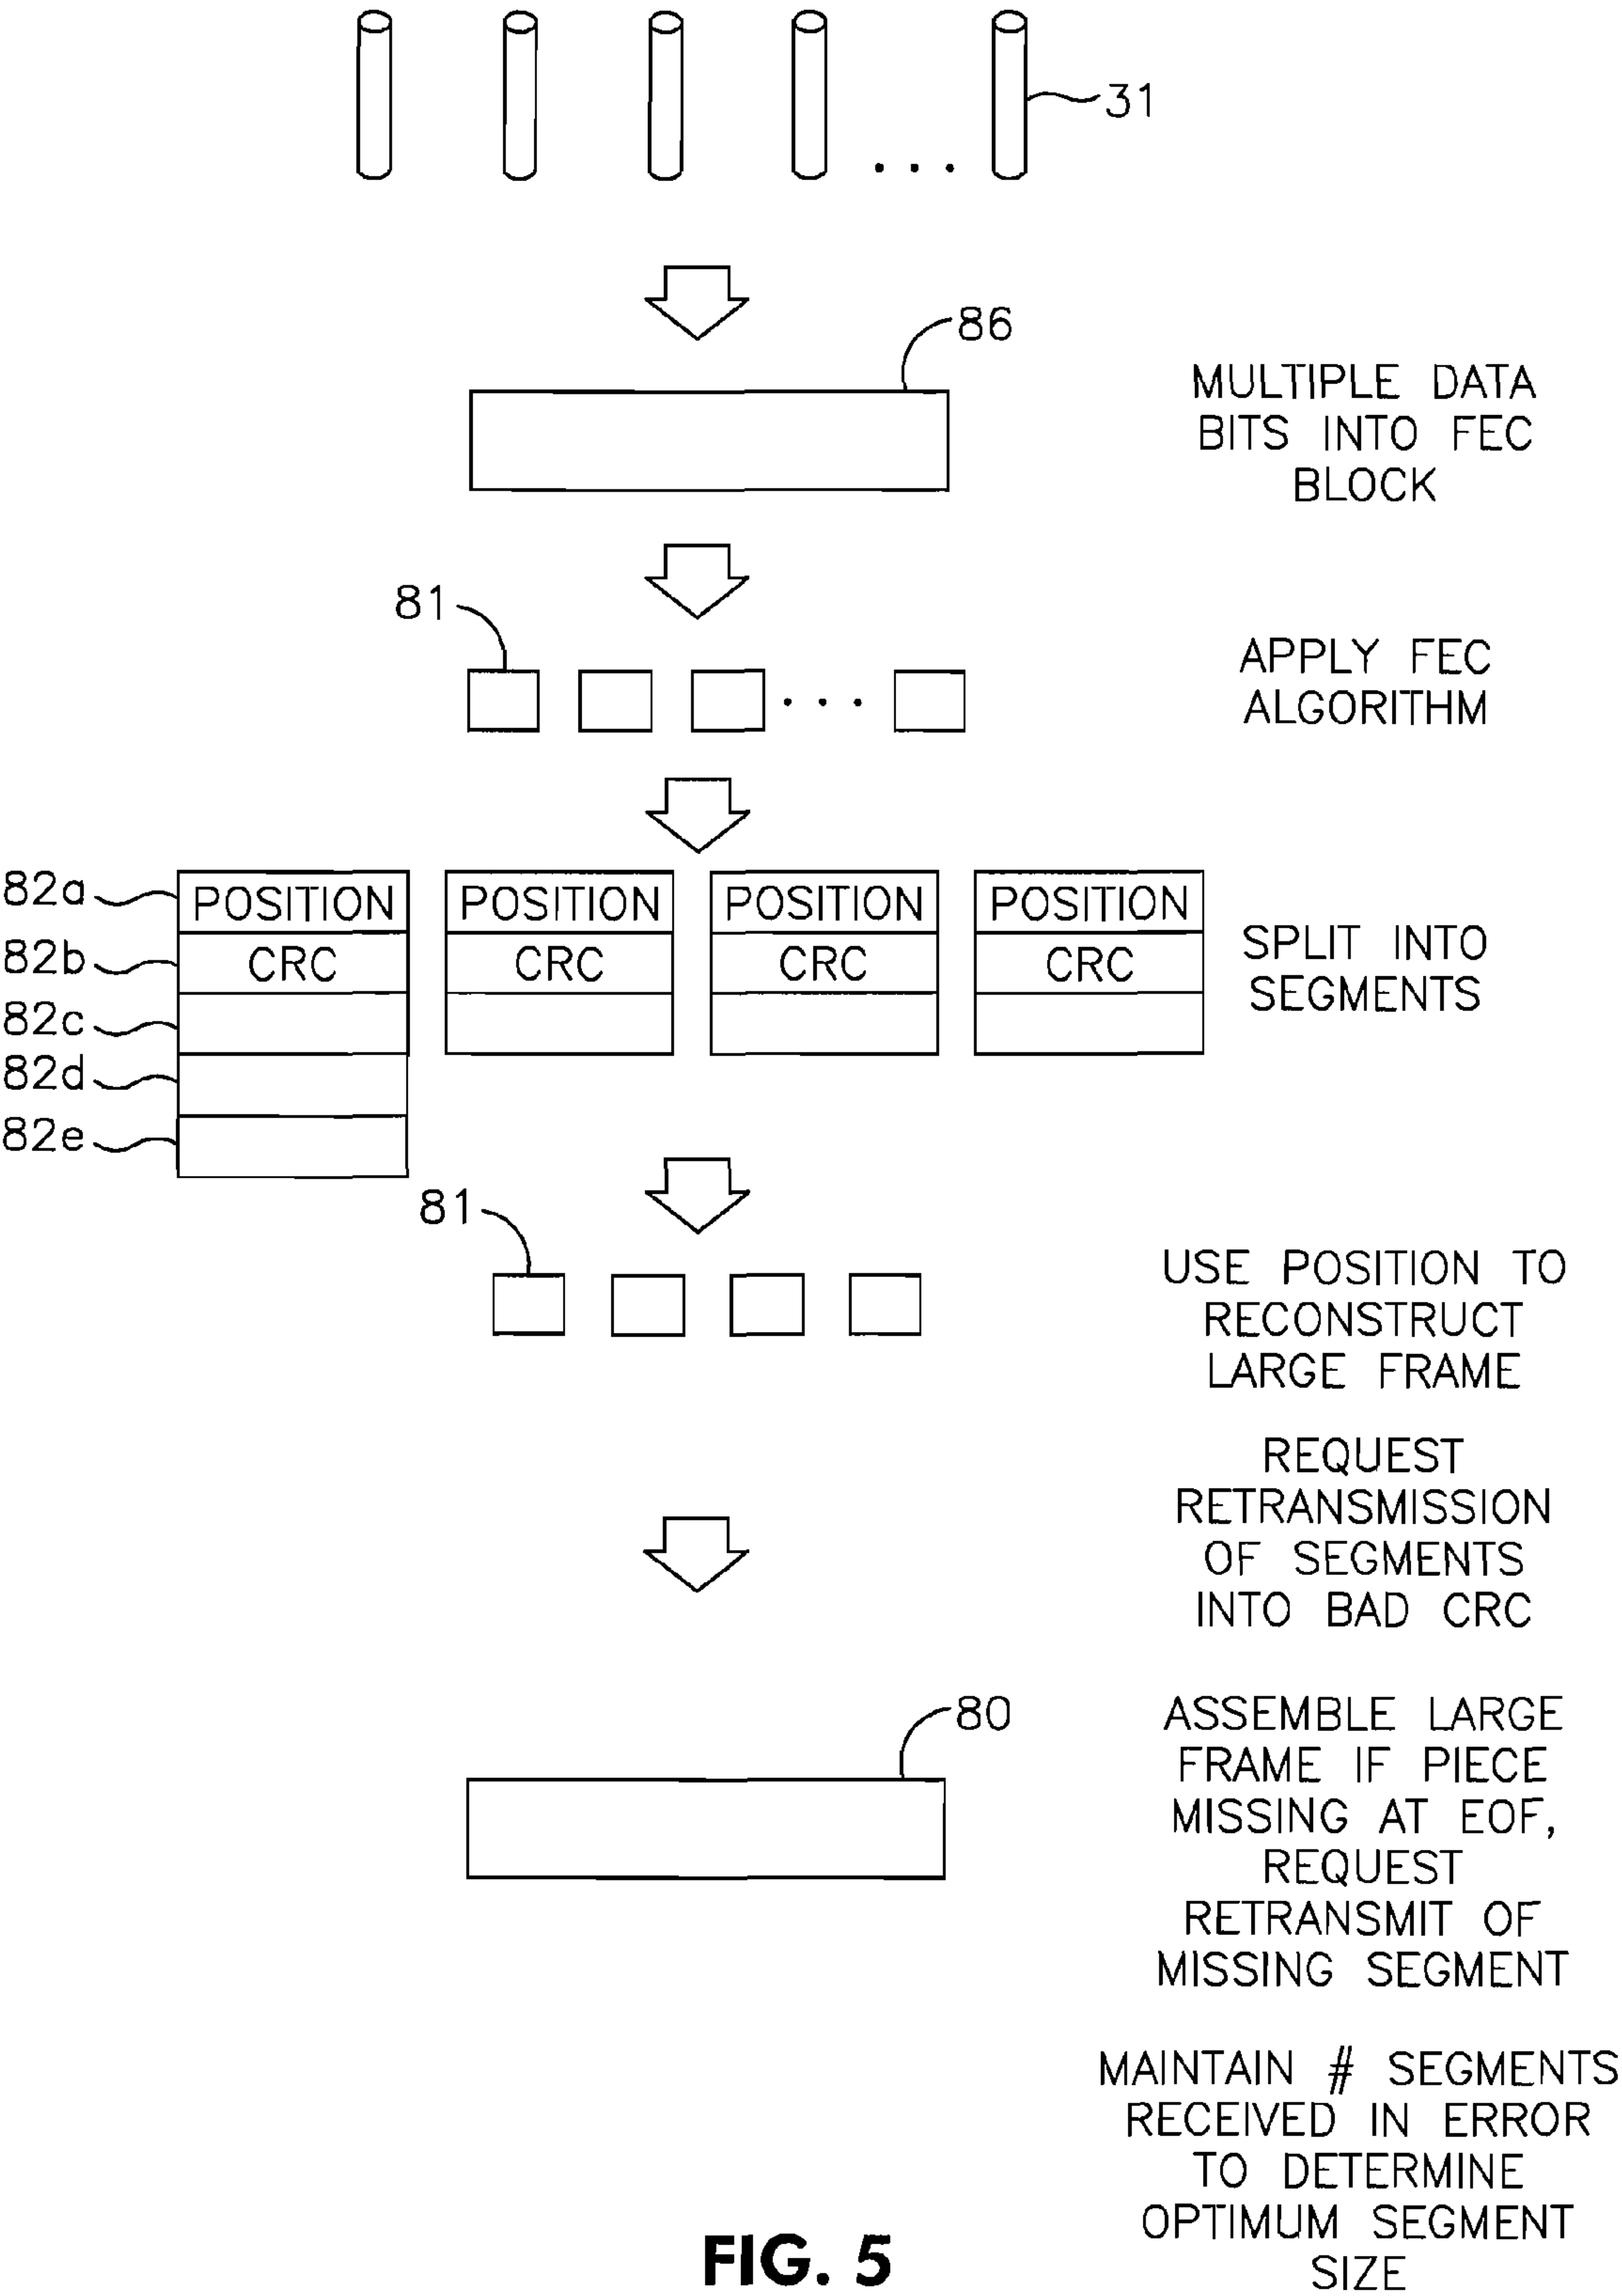 31
86
MULTIPLE DATA
BITS INTO FEC
BLOCK
81
APPLY FEC
ALGORITHM
82a
POSITION POSITION POSITION POSITION
82b
CRC CRC CRC CRC
SPLIT INTO
SEGMENTS
82c
82d
82e
81
USE POSITION TO
RECONSTRUCT
LARGE FRAME
REQUEST
RETRANSMISSION
OF SEGMENTS
INTO BAD CRC
80
ASSEMBLE LARGE
FRAME IF PIECE
MISSING AT EOF,
REQUEST
RETRANSMIT OF
MISSING SEGMENT
MAINTAIN # SEGMENTS
RECEIVED IN ERROR
TO DETERMINE
OPTIMUM SEGMENT
SIZE
FIG. 5